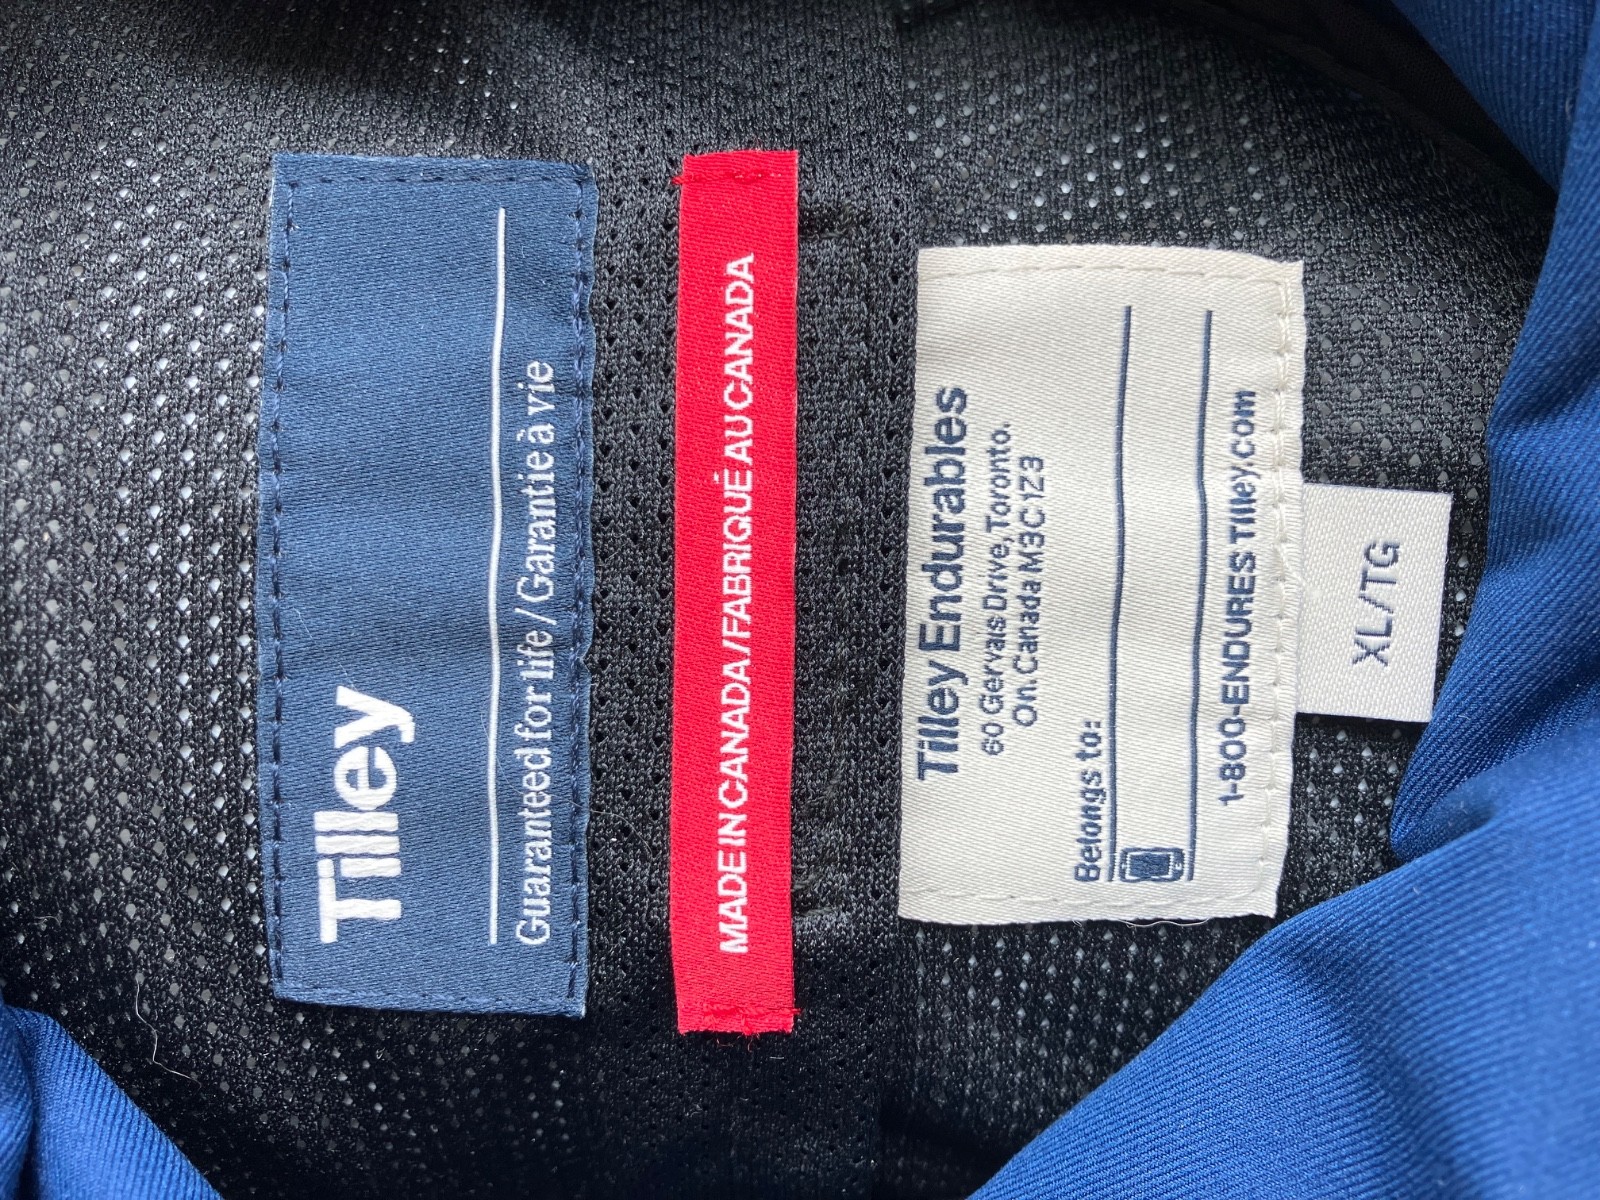 Tilley
Guaranteed for life / Garantie à vie
MADE IN CANADA/FABRIQUÉ AU CANADA
Tilley Endurables
60 Gervais Drive, Toronto.
On. Canada M3C 1Z3
Belongs to:
1-800-ENDURES Tilley.com
XL/TG